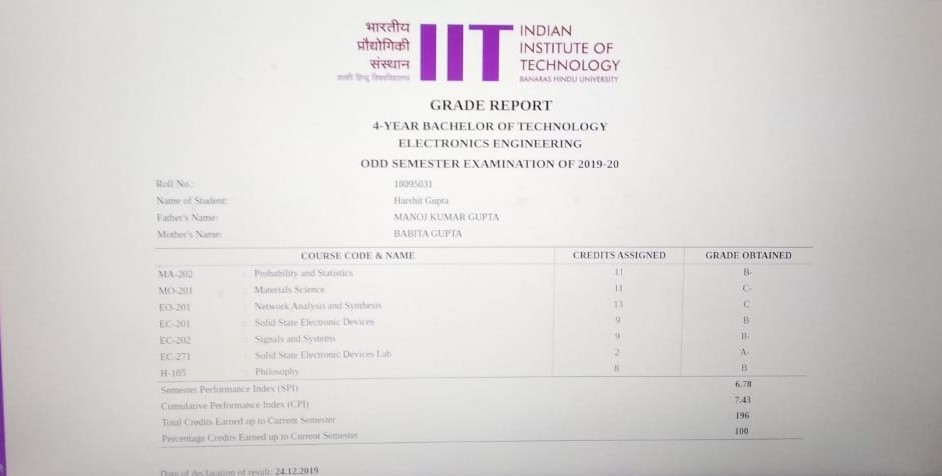 भारतीय
प्रौद्योगिकी
संस्थान
काशी हिन्दू विश्वविद्यालय
IIT
INDIAN
INSTITUTE OF
TECHNOLOGY
BANARAS HINDU UNIVERSITY
GRADE REPORT
4-YEAR BACHELOR OF TECHNOLOGY
ELECTRONICS ENGINEERING
ODD SEMESTER EXAMINATION OF 2019-20
Roll No.: 18095031
Name of Student: Harshit Gupta
Father's Name: MANOJ KUMAR GUPTA
Mother's Name: BABITA GUPTA
COURSE CODE & NAME CREDITS ASSIGNED GRADE OBTAINED
MA-202 : Probability and Statistics 11 B-
MO-201 : Materials Science 11 C-
EO-201 : Network Analysis and Synthesis 13 C
EC-201 : Solid State Electronic Devices 9 B
EC-202 : Signals and Systems 9 B-
EC-271 : Solid State Electronic Devices Lab 2 A-
H-105 : Philosophy 8 B
Semester Performance Index (SPI) 6.78
Cumulative Performance Index (CPI) 7.43
Total Credits Earned up to Current Semester 196
Percentage Credits Earned up to Current Semester 100
Date of declaration of result: 24.12.2019